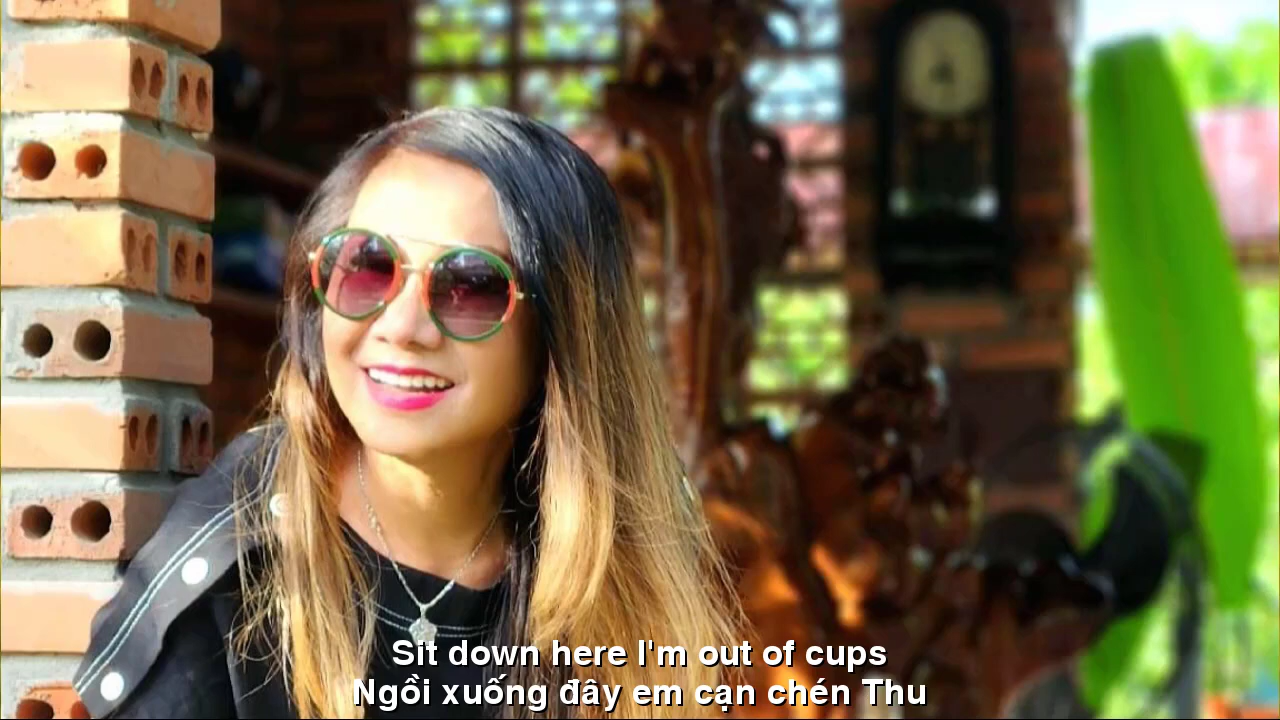 Sit down here I'm out of cups
Ngồi xuống đây em cạn chén Thu